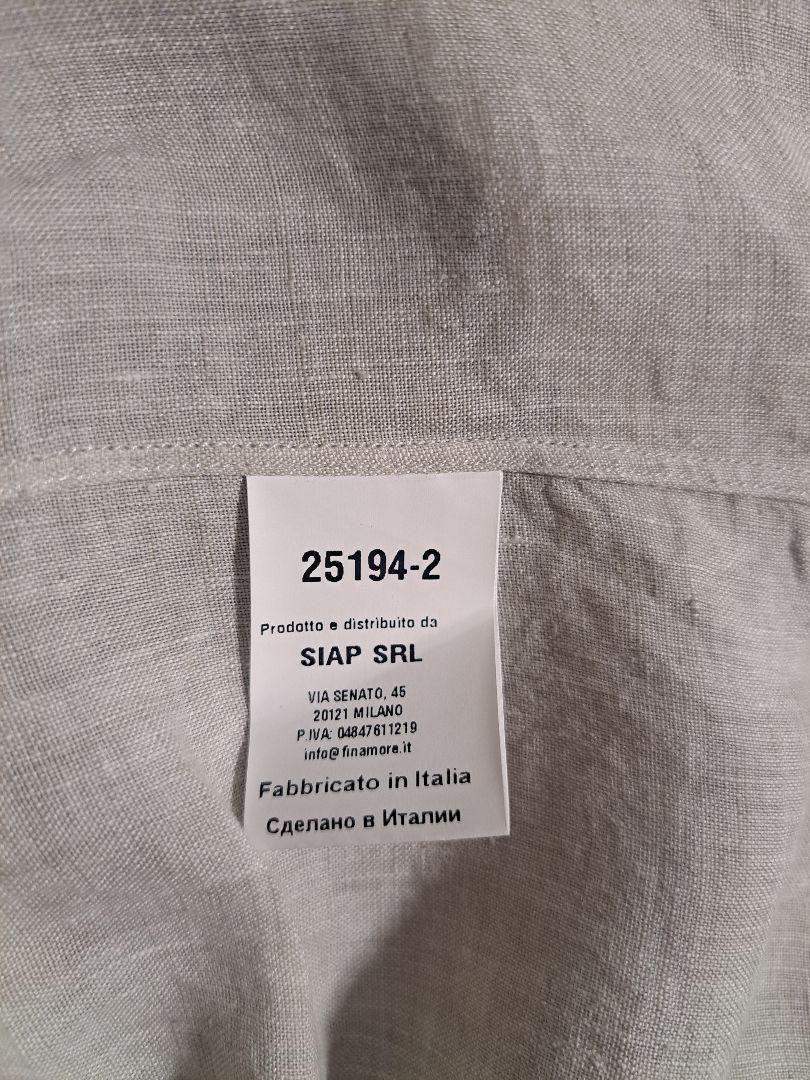 25194-2
Prodotto e distribuito da
SIAP SRL
VIA SENATO, 45
20121 MILANO
P.IVA: 04847611219
info@finamore.it
Fabbricato in Italia
Сделано в Италии